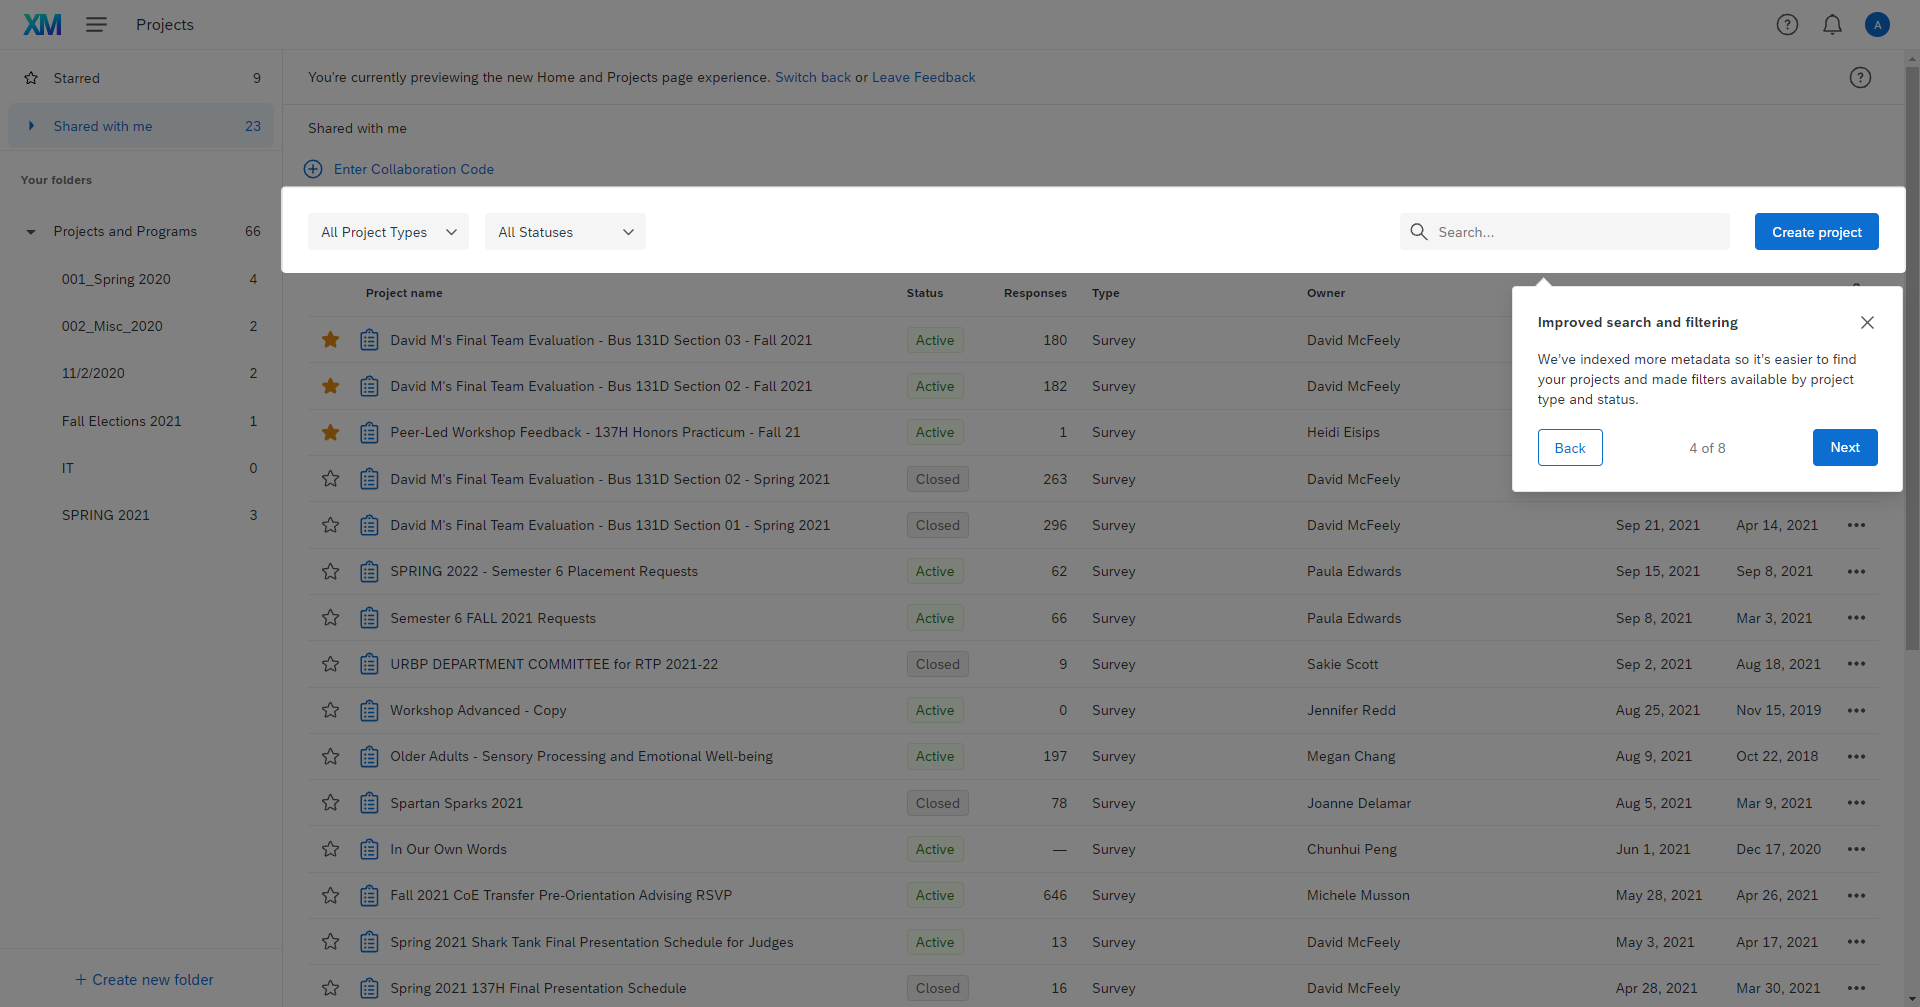 XM Projects A
Starred 9
Shared with me 23
Your folders
Projects and Programs 66
001_Spring 2020 4
002_Misc_2020 2
11/2/2020 2
Fall Elections 2021 1
IT 0
SPRING 2021 3
+ Create new folder
You're currently previewing the new Home and Projects page experience. Switch back or Leave Feedback
Shared with me
Enter Collaboration Code
All Project Types All Statuses Search... Create project
Project name Status Responses Type Owner
David M's Final Team Evaluation - Bus 131D Section 03 - Fall 2021 Active 180 Survey David McFeely
David M's Final Team Evaluation - Bus 131D Section 02 - Fall 2021 Active 182 Survey David McFeely
Peer-Led Workshop Feedback - 137H Honors Practicum - Fall 21 Active 1 Survey Heidi Eisips
David M's Final Team Evaluation - Bus 131D Section 02 - Spring 2021 Closed 263 Survey David McFeely
David M's Final Team Evaluation - Bus 131D Section 01 - Spring 2021 Closed 296 Survey David McFeely Sep 21, 2021 Apr 14, 2021
SPRING 2022 - Semester 6 Placement Requests Active 62 Survey Paula Edwards Sep 15, 2021 Sep 8, 2021
Semester 6 FALL 2021 Requests Active 66 Survey Paula Edwards Sep 8, 2021 Mar 3, 2021
URBP DEPARTMENT COMMITTEE for RTP 2021-22 Closed 9 Survey Sakie Scott Sep 2, 2021 Aug 18, 2021
Workshop Advanced - Copy Active 0 Survey Jennifer Redd Aug 25, 2021 Nov 15, 2019
Older Adults - Sensory Processing and Emotional Well-being Active 197 Survey Megan Chang Aug 9, 2021 Oct 22, 2018
Spartan Sparks 2021 Closed 78 Survey Joanne Delamar Aug 5, 2021 Mar 9, 2021
In Our Own Words Active — Survey Chunhui Peng Jun 1, 2021 Dec 17, 2020
Fall 2021 CoE Transfer Pre-Orientation Advising RSVP Active 646 Survey Michele Musson May 28, 2021 Apr 26, 2021
Spring 2021 Shark Tank Final Presentation Schedule for Judges Active 13 Survey David McFeely May 3, 2021 Apr 17, 2021
Spring 2021 137H Final Presentation Schedule Closed 16 Survey David McFeely Apr 28, 2021 Mar 30, 2021
Improved search and filtering
We've indexed more metadata so it's easier to find
your projects and made filters available by project
type and status.
Back 4 of 8 Next